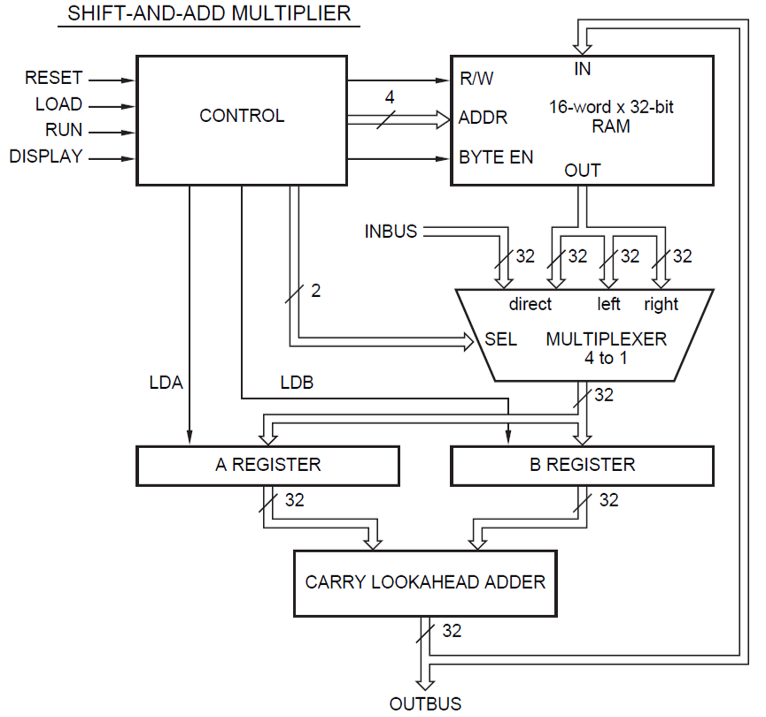 SHIFT-AND-ADD MULTIPLIER
RESET
LOAD
RUN
DISPLAY
CONTROL
4
R/W
ADDR
BYTE EN
IN
16-word x 32-bit
RAM
OUT
INBUS
32
32
32
32
2
direct
left
right
SEL
MULTIPLEXER
4 to 1
LDA
LDB
32
A REGISTER
B REGISTER
32
32
CARRY LOOKAHEAD ADDER
32
OUTBUS